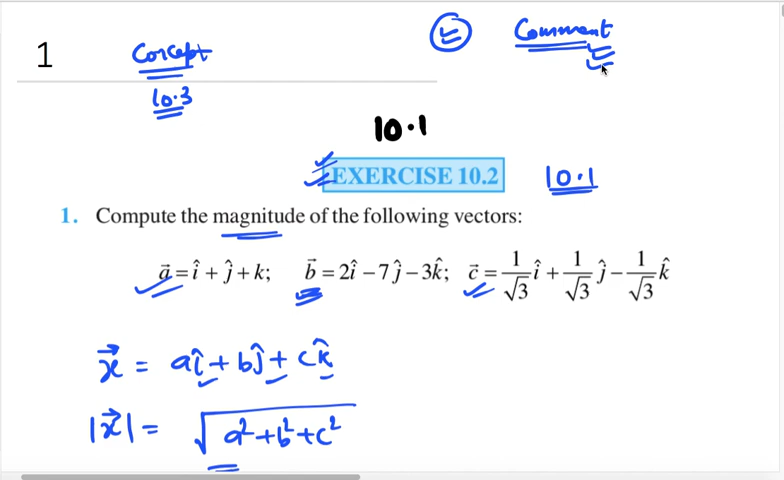 1
Concept
10.3
Comment
10.1
EXERCISE 10.2
10.1
1. Compute the magnitude of the following vectors:
a⃗ = î + ĵ + k; b⃗ = 2î − 7ĵ − 3k̂; c⃗ = 1/√3 î + 1/√3 ĵ − 1/√3 k̂
x⃗ = aî + bĵ + ck̂
|x⃗| = √(a² + b² + c²)